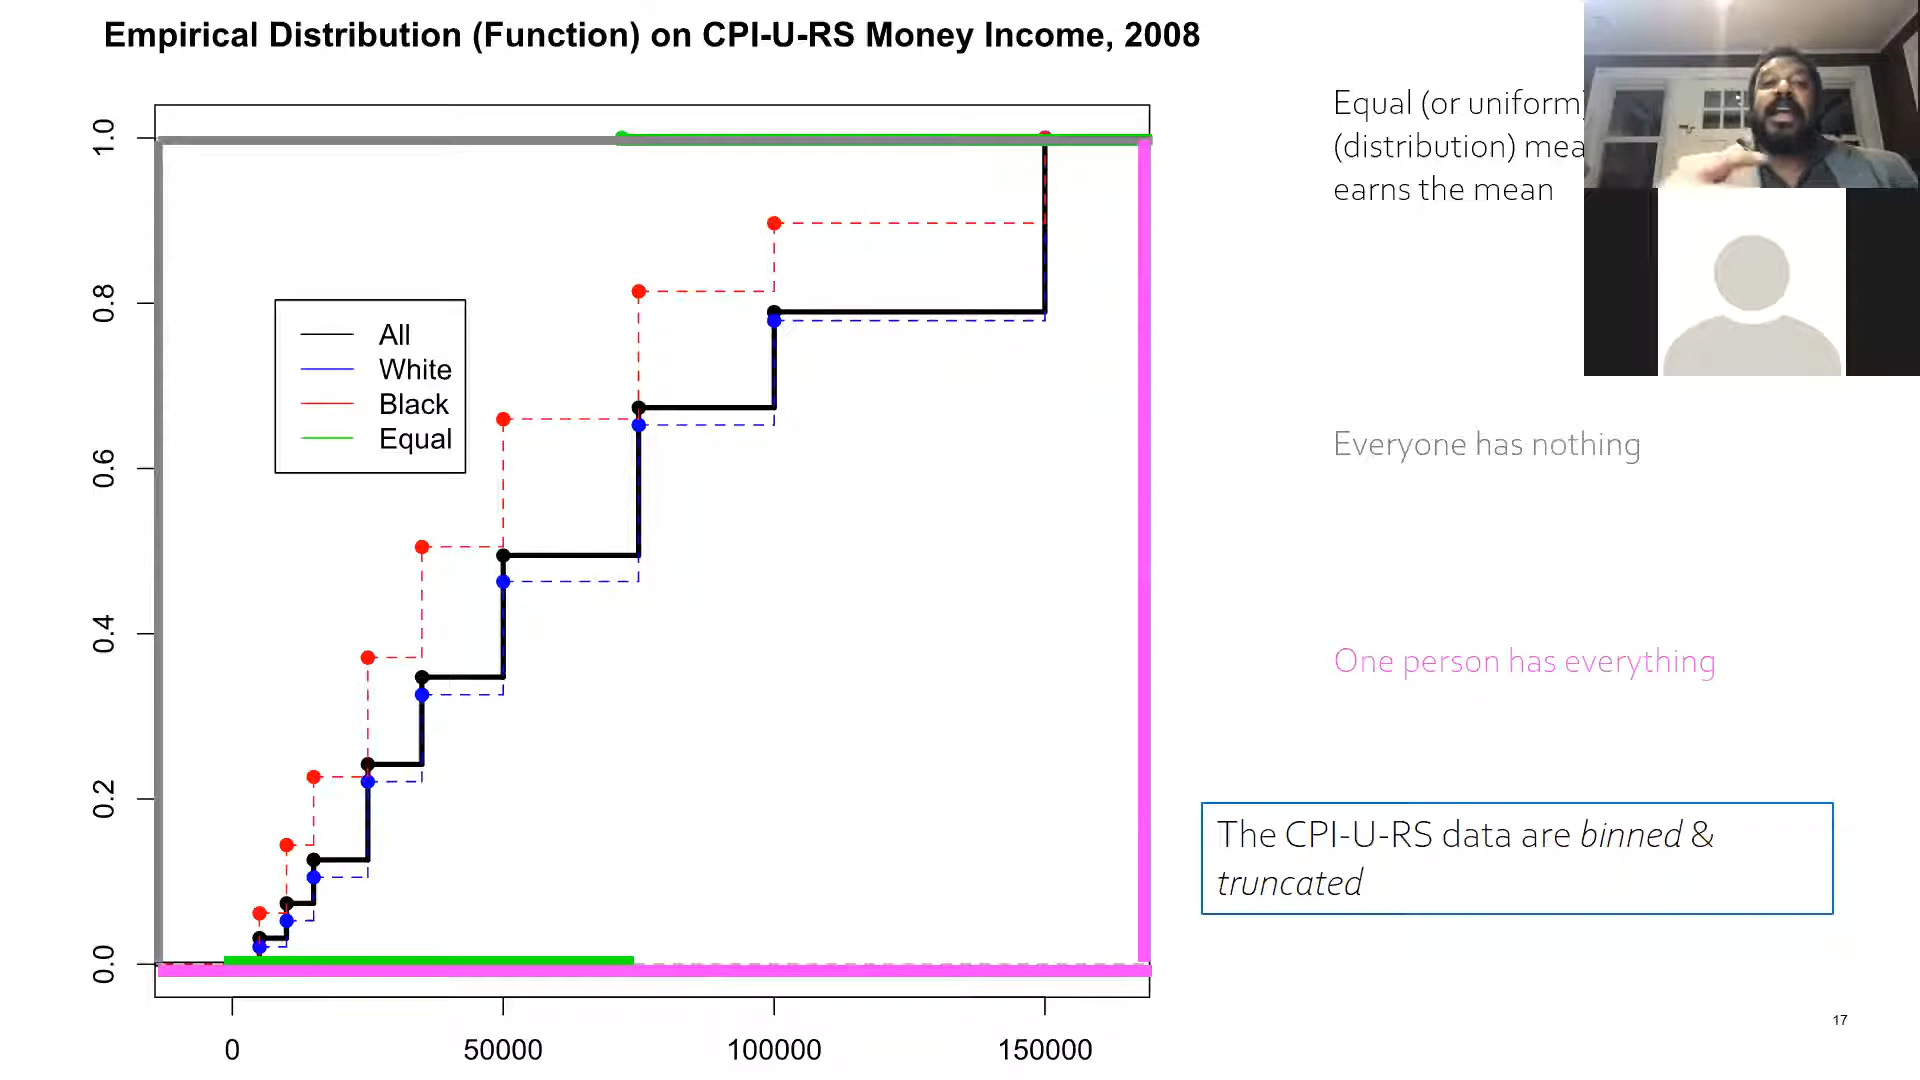 Empirical Distribution (Function) on CPI-U-RS Money Income, 2008
1.0
0.8
0.6
0.4
0.2
0.0
0
50000
100000
150000
All
White
Black
Equal
Equal (or uniform)
(distribution)
earns the mean
Everyone has nothing
One person has everything
The CPI-U-RS data are binned &
truncated
17